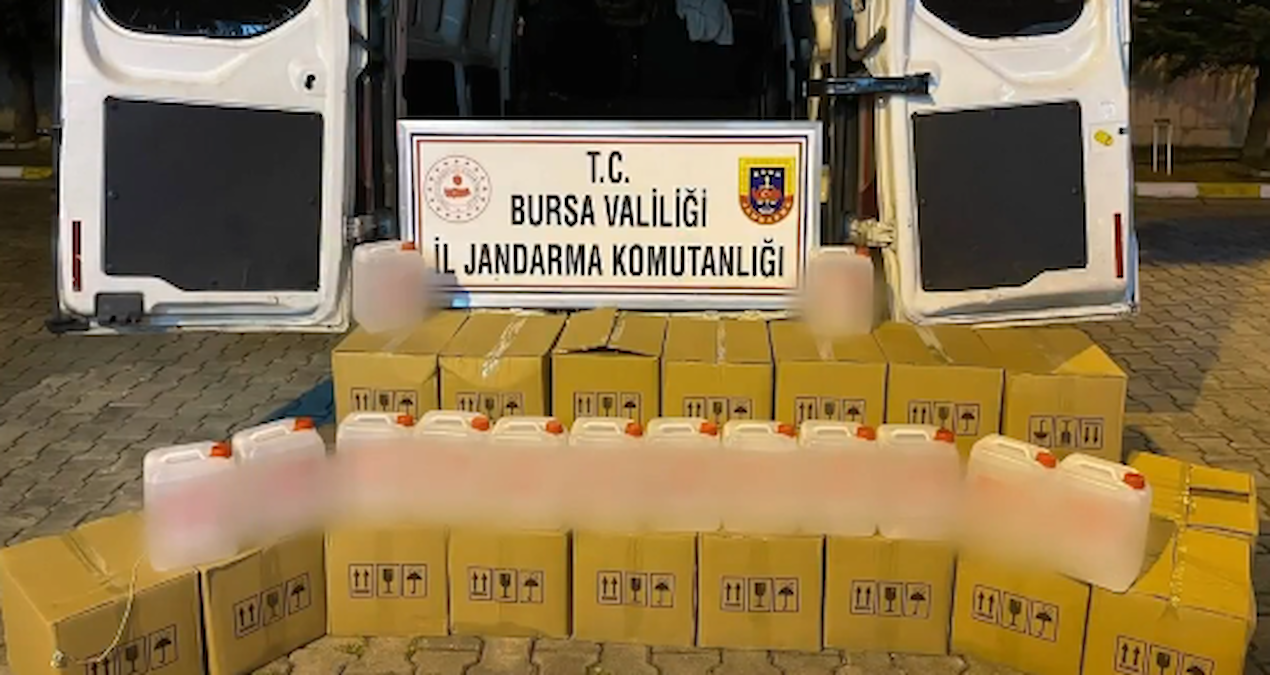 T.C.
BURSA VALİLİĞİ
İL JANDARMA KOMUTANLIĞI